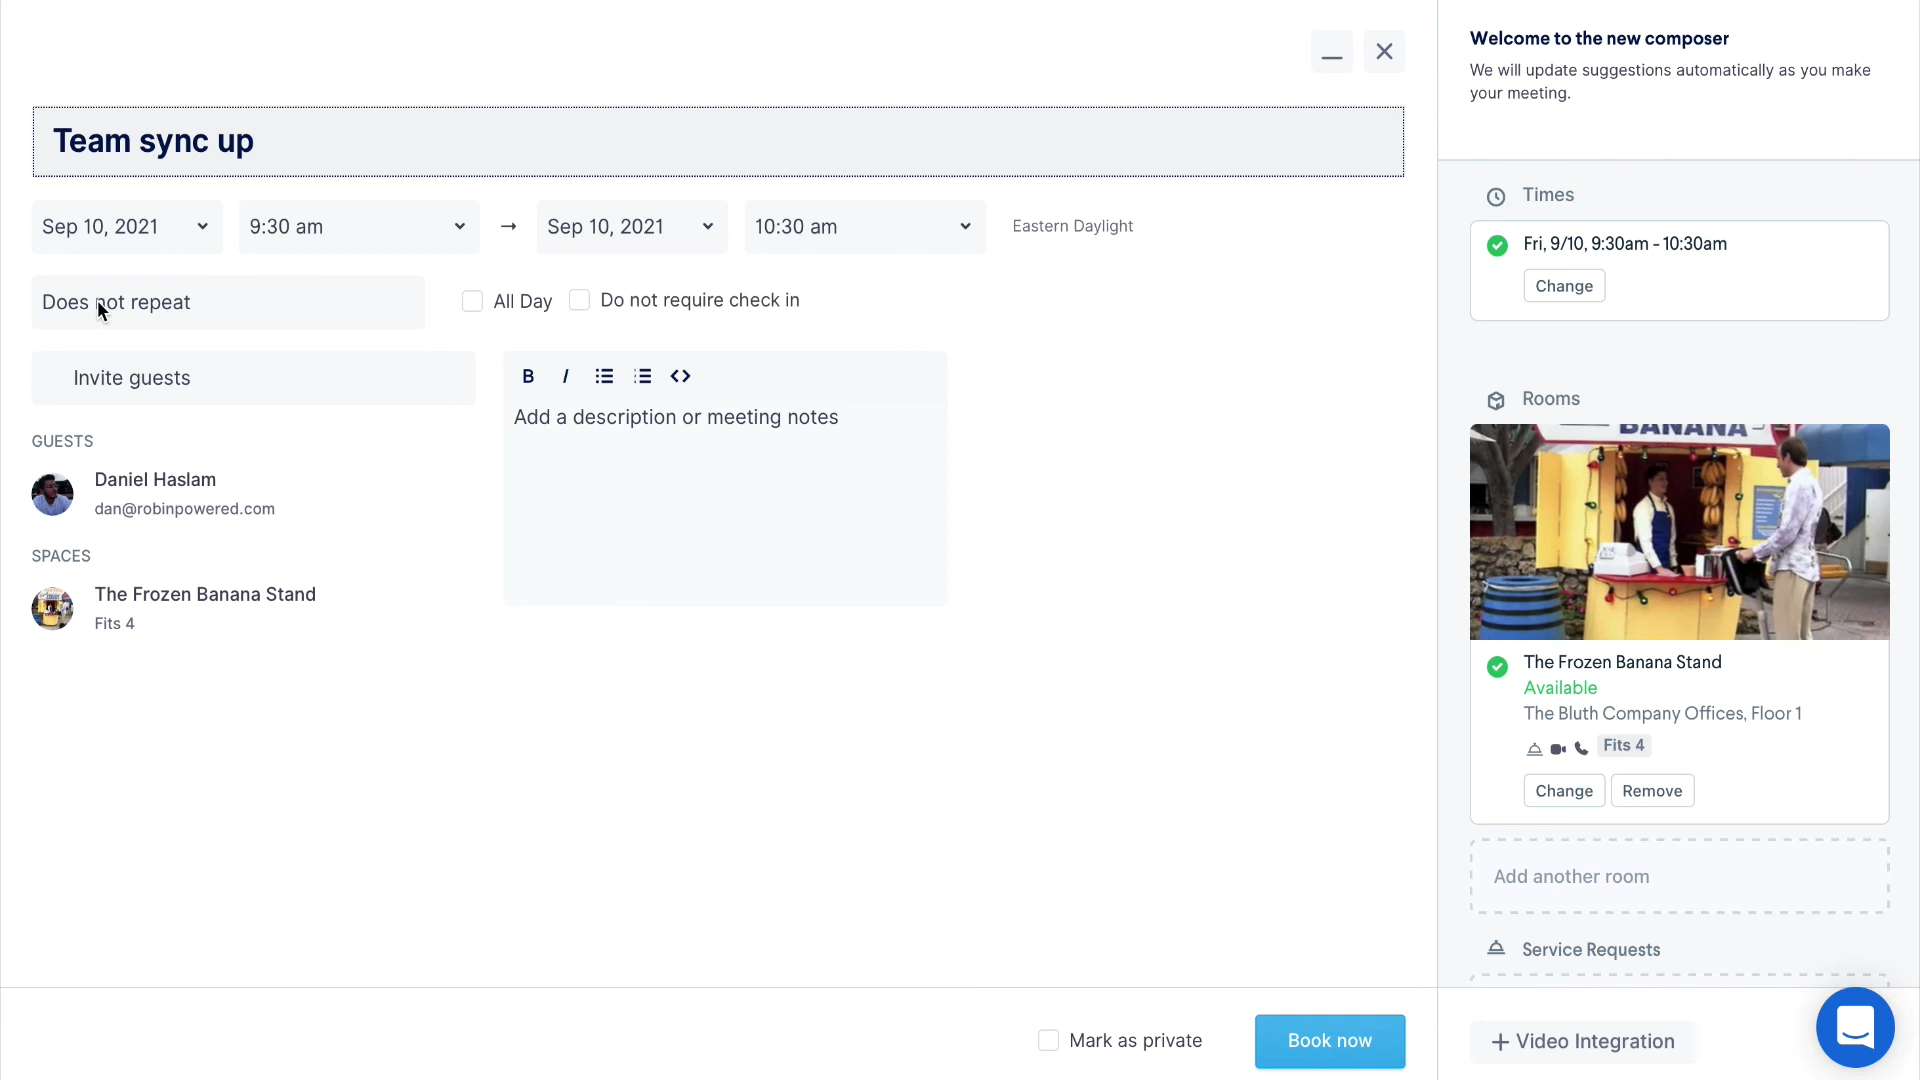 Welcome to the new composer
We will update suggestions automatically as you make
your meeting.
Team sync up
Sep 10, 2021
9:30 am
→
Sep 10, 2021
10:30 am
Eastern Daylight
Does not repeat
All Day
Do not require check in
Invite guests
B I <>
Add a description or meeting notes
GUESTS
Daniel Haslam
dan@robinpowered.com
SPACES
The Frozen Banana Stand
Fits 4
Mark as private
Book now
Times
Fri, 9/10, 9:30am - 10:30am
Change
Rooms
BANANA
The Frozen Banana Stand
Available
The Bluth Company Offices, Floor 1
Fits 4
Change
Remove
Add another room
Service Requests
+ Video Integration